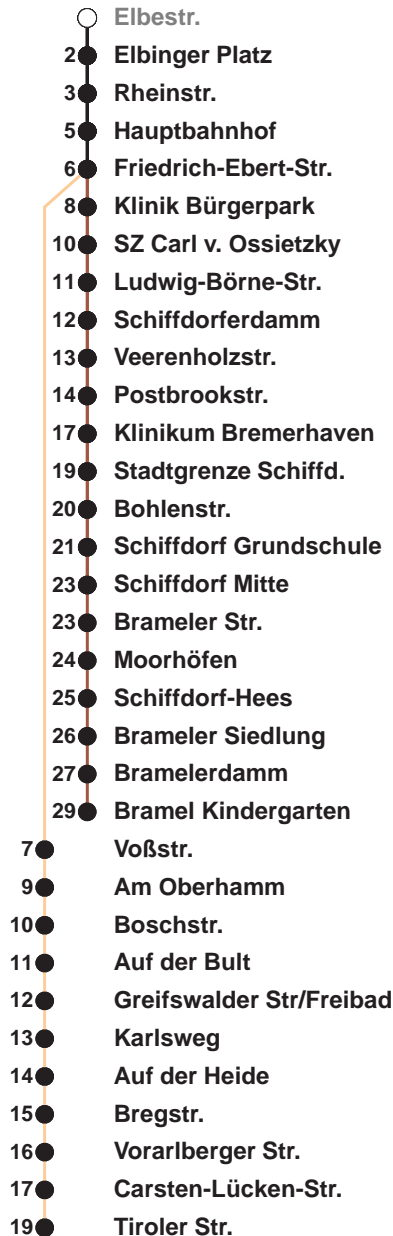 Elbestr.
2 Elbinger Platz
3 Rheinstr.
5 Hauptbahnhof
6 Friedrich-Ebert-Str.
8 Klinik Bürgerpark
10 SZ Carl v. Ossietzky
11 Ludwig-Börne-Str.
12 Schiffdorferdamm
13 Veerenholzstr.
14 Postbrookstr.
17 Klinikum Bremerhaven
19 Stadtgrenze Schiffd.
20 Bohlenstr.
21 Schiffdorf Grundschule
23 Schiffdorf Mitte
23 Brameler Str.
24 Moorhöfen
25 Schiffdorf-Hees
26 Brameler Siedlung
27 Bramelerdamm
29 Bramel Kindergarten
7 Voßstr.
9 Am Oberhamm
10 Boschstr.
11 Auf der Bult
12 Greifswalder Str/Freibad
13 Karlsweg
14 Auf der Heide
15 Bregstr.
16 Vorarlberger Str.
17 Carsten-Lücken-Str.
19 Tiroler Str.